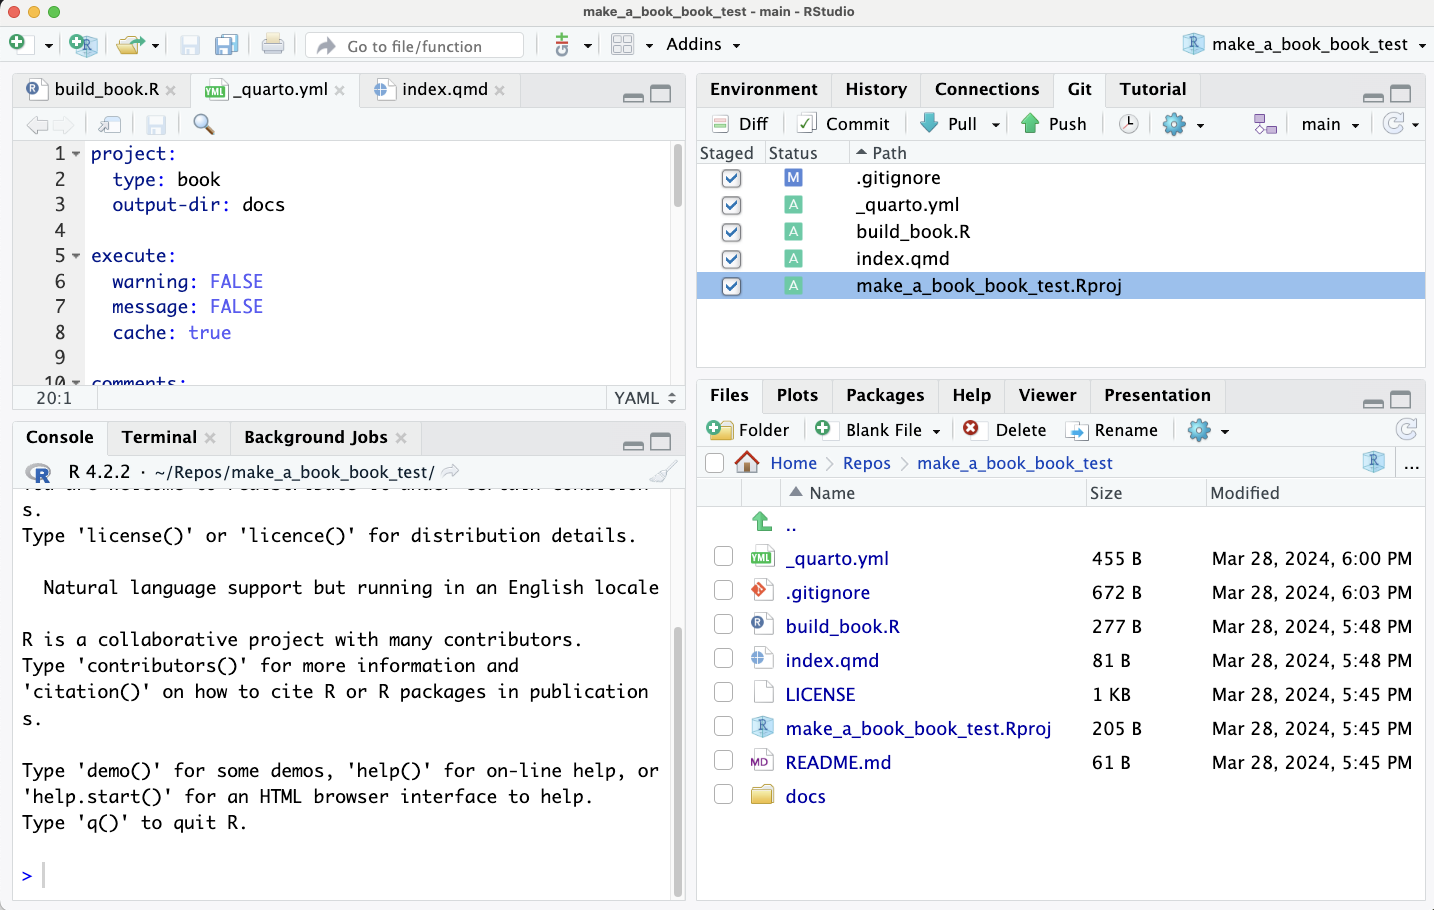 make_a_book_book_test - main - RStudio
Go to file/function
Addins
make_a_book_book_test
build_book.R
_quarto.yml
index.qmd
1 project:
2 type: book
3 output-dir: docs
4
5 execute:
6 warning: FALSE
7 message: FALSE
8 cache: true
9
10 comments:
20:1
YAML
Console
Terminal
Background Jobs
R 4.2.2 · ~/Repos/make_a_book_book_test/
You are welcome to redistribute it under certain condition
s.
Type 'license()' or 'licence()' for distribution details.
Natural language support but running in an English locale
R is a collaborative project with many contributors.
Type 'contributors()' for more information and
'citation()' on how to cite R or R packages in publication
s.
Type 'demo()' for some demos, 'help()' for on-line help, or
'help.start()' for an HTML browser interface to help.
Type 'q()' to quit R.
>
Environment
History
Connections
Git
Tutorial
Diff
Commit
Pull
Push
main
Staged Status Path
M .gitignore
A _quarto.yml
A build_book.R
A index.qmd
A make_a_book_book_test.Rproj
Files
Plots
Packages
Help
Viewer
Presentation
Folder
Blank File
Delete
Rename
Home
Repos
make_a_book_book_test
...
Name Size Modified
..
YML _quarto.yml 455 B Mar 28, 2024, 6:00 PM
.gitignore 672 B Mar 28, 2024, 6:03 PM
R build_book.R 277 B Mar 28, 2024, 5:48 PM
index.qmd 81 B Mar 28, 2024, 5:48 PM
LICENSE 1 KB Mar 28, 2024, 5:45 PM
R make_a_book_book_test.Rproj 205 B Mar 28, 2024, 5:45 PM
MD README.md 61 B Mar 28, 2024, 5:45 PM
docs